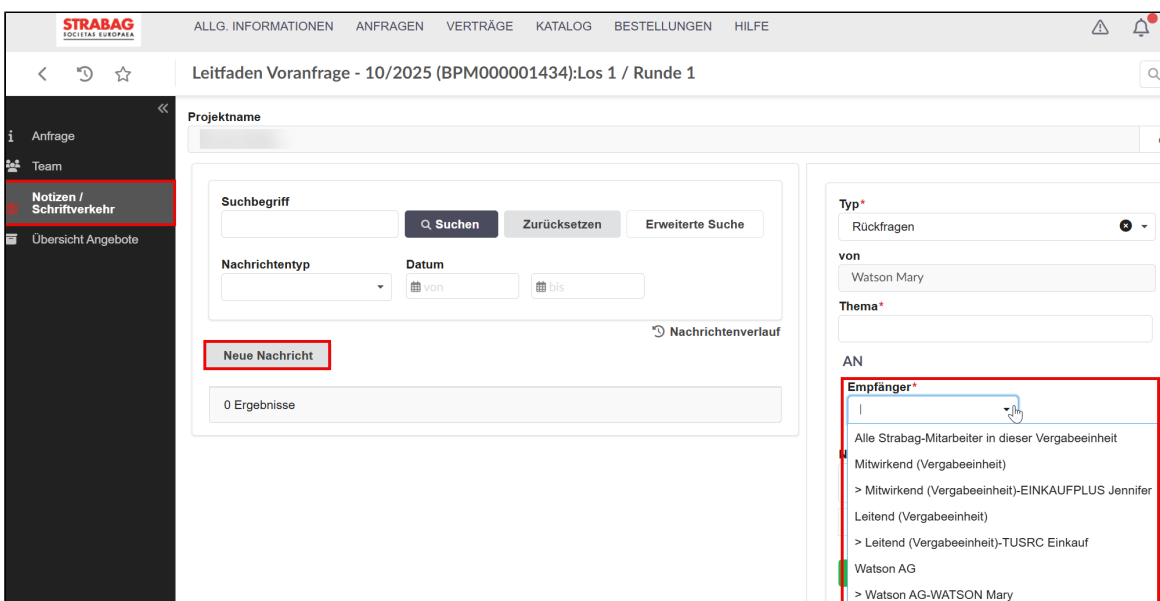 STRABAG
SOCIETAS EUROPAEA
ALLG. INFORMATIONEN ANFRAGEN VERTRÄGE KATALOG BESTELLUNGEN HILFE
Leitfaden Voranfrage - 10/2025 (BPM000001434):Los 1 / Runde 1
Anfrage
Team
Notizen /
Schriftverkehr
Übersicht Angebote
Projektname
Suchbegriff
Suchen Zurücksetzen Erweiterte Suche
Nachrichtentyp Datum
von bis
Nachrichtenverlauf
Neue Nachricht
0 Ergebnisse
Typ*
Rückfragen
von
Watson Mary
Thema*
AN
Empfänger*
Alle Strabag-Mitarbeiter in dieser Vergabeeinheit
Mitwirkend (Vergabeeinheit)
> Mitwirkend (Vergabeeinheit)-EINKAUFPLUS Jennifer
Leitend (Vergabeeinheit)
> Leitend (Vergabeeinheit)-TUSRC Einkauf
Watson AG
> Watson AG-WATSON Mary